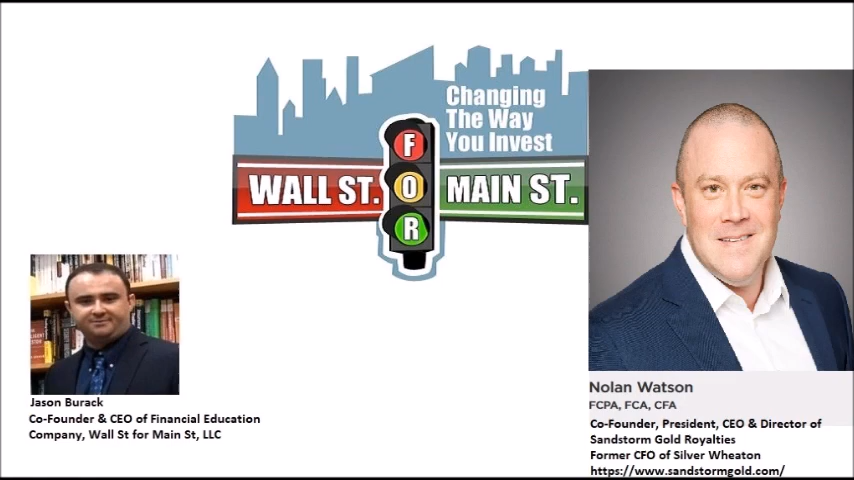 Changing
The Way
You Invest
WALL ST. FOR MAIN ST.
Jason Burack
Co-Founder & CEO of Financial Education
Company, Wall St for Main St, LLC
Nolan Watson
FCPA, FCA, CFA
Co-Founder, President, CEO & Director of
Sandstorm Gold Royalties
Former CFO of Silver Wheaton
https://www.sandstormgold.com/